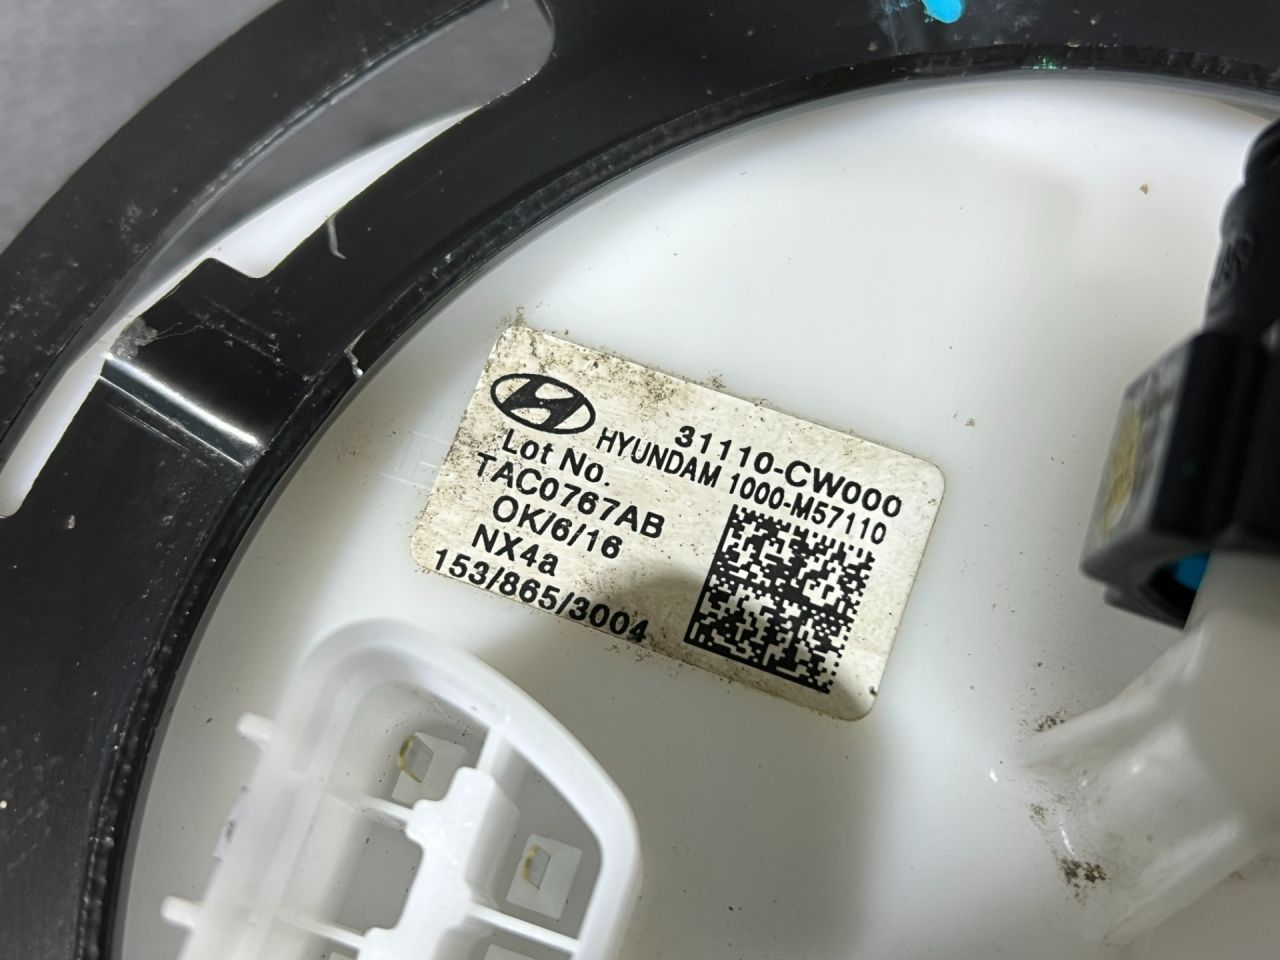 31110-CW000
HYUNDAM 1000-M57110
Lot No.
TAC0767AB
OK/6/16
NX4a
153/865/3004